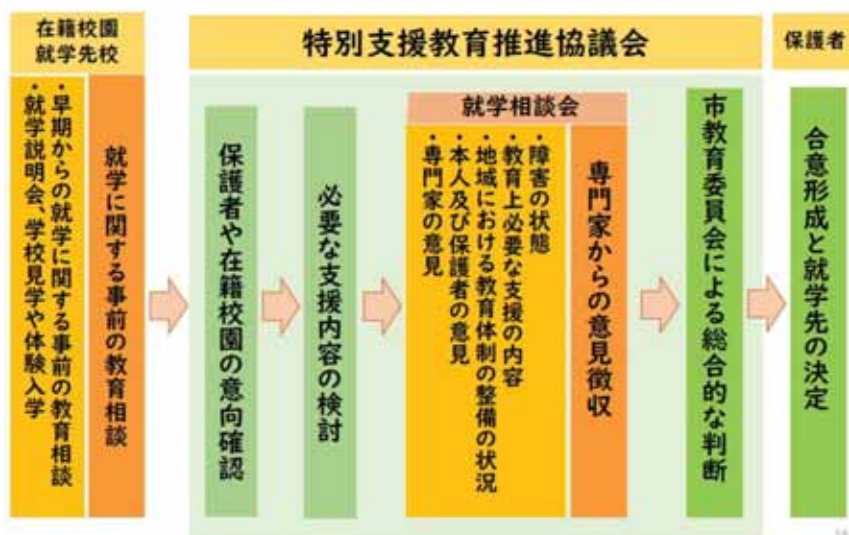 在籍校園
就学先校
就学に関する事前の教育相談
・早期からの就学に関する事前の教育相談
・就学説明会、学校見学や体験入学
特別支援教育推進協議会
保護者や在籍校園の意向確認
必要な支援内容の検討
就学相談会
専門家からの意見徴収
・障害の状態
・教育上必要な支援の内容
・地域における教育体制の整備の状況
・本人及び保護者の意見
・専門家の意見
市教育委員会による総合的な判断
保護者
合意形成と就学先の決定